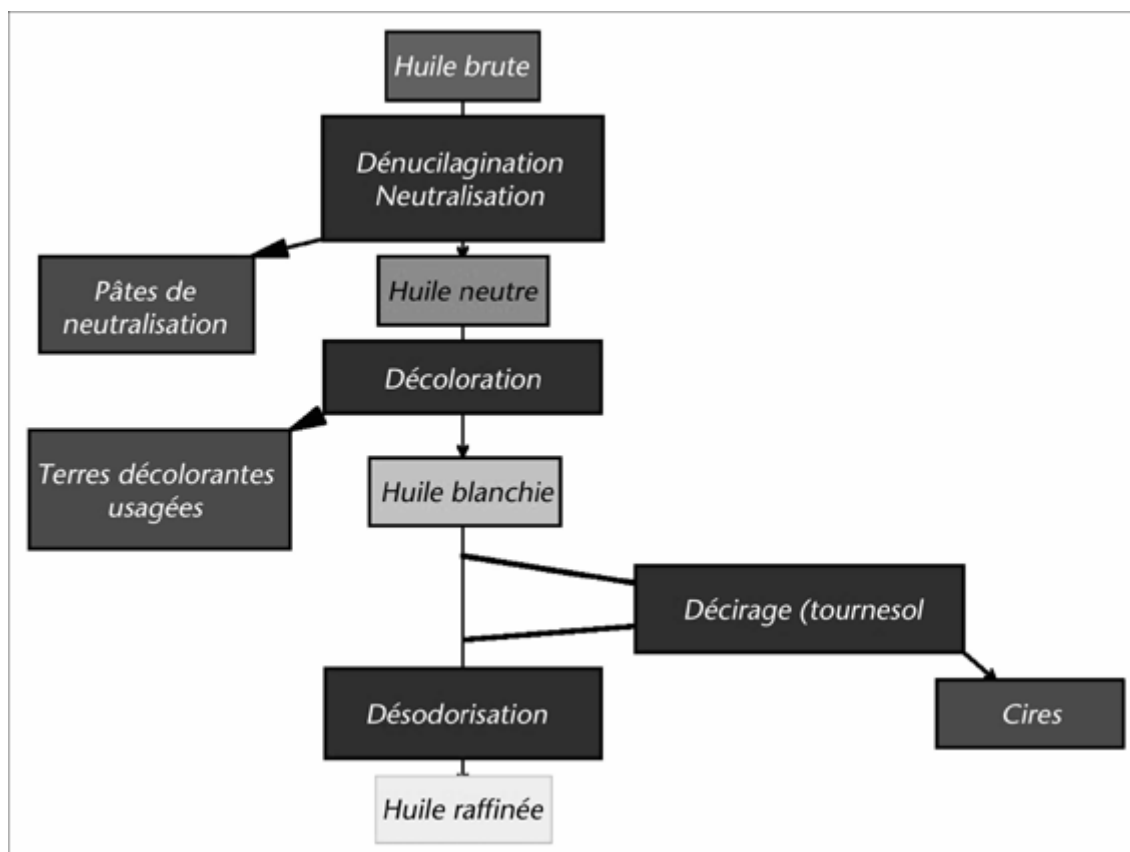 Huile brute
Dénucilagination
Neutralisation
Pâtes de
neutralisation
Huile neutre
Décoloration
Terres décolorantes
usagées
Huile blanchie
Décirage (tournesol
Désodorisation
Cires
Huile raffinée